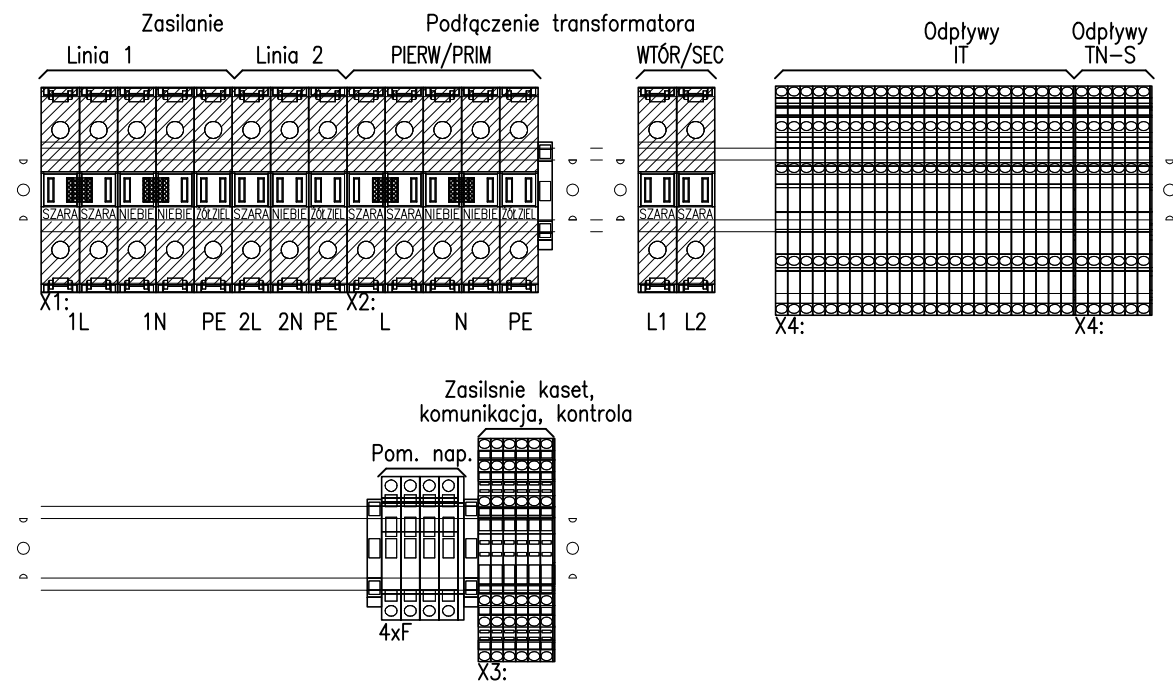 Zasilanie
Podłączenie transformatora
Linia 1
Linia 2
PIERW/PRIM
WTÓR/SEC
Odpływy
IT
Odpływy
TN-S
SZARA SZARA NIEBIE NIEBIE ŻÓŁZIEL SZARA NIEBIE ŻÓŁZIEL SZARA SZARA NIEBIE NIEBIE ŻÓŁZIEL
SZARA SZARA
X1:
X2:
1L 1N PE 2L 2N PE L N PE
L1 L2
X4:
X4:
Zasilsnie kaset,
komunikacja, kontrola
Pom. nap.
4xF
X3: